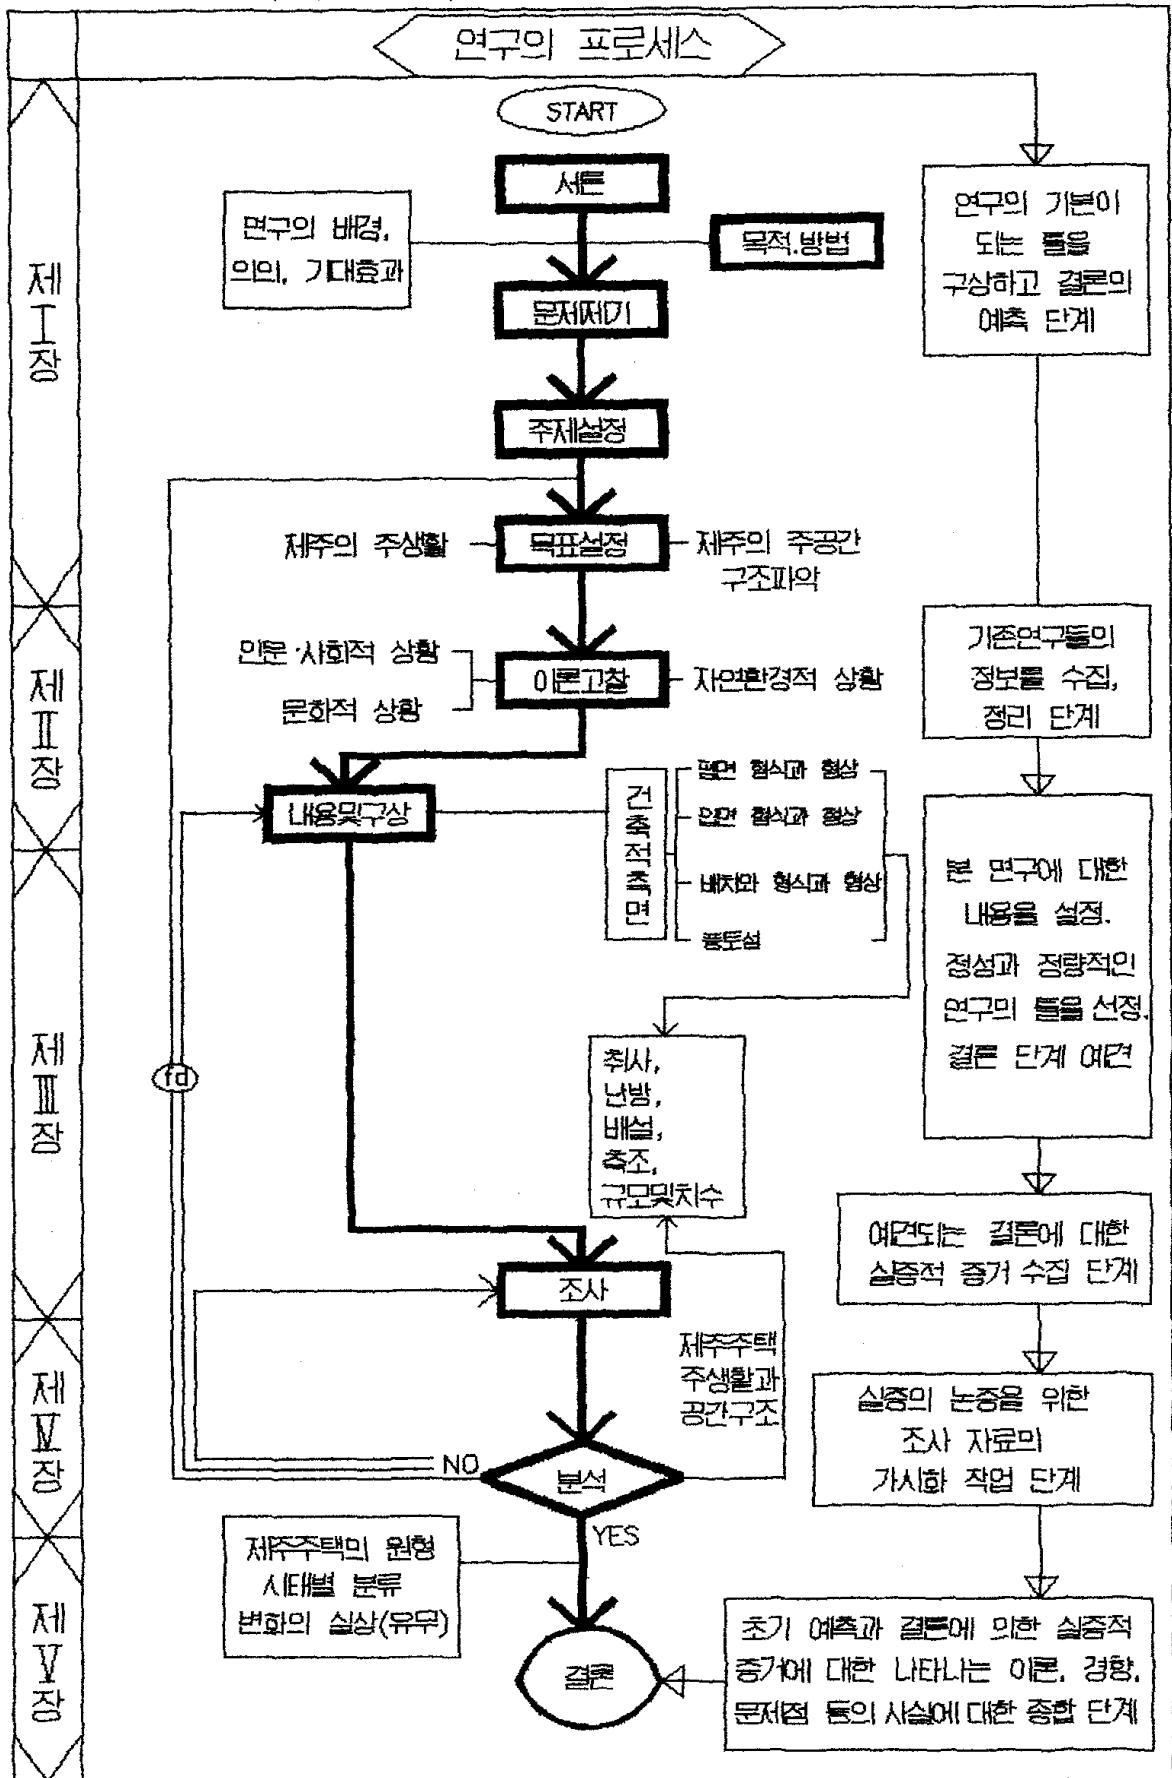 연구의 프로세스
START
서론
연구의 배경,
의의, 기대효과
목적.방법
문제제기
주제설정
제주의 주생활
목표설정
제주의 주공간
구조파악
인문·사회적 상황
문화적 상황
이론고찰
자연환경적 상황
내용및구상
건축적측면
평면 형식과 형상
입면 형식과 형상
배치와 형식과 형상
풍토성
취사,
난방,
배설,
축조,
규모및치수
fd
조사
제주주택
주생활과
공간구조
NO
분석
YES
제주주택의 원형
시대별 분류
변화의 실상(유무)
결론
연구의 기본이
되는 틀을
구상하고 결론의
예측 단계
기존연구들의
정보를 수집,
정리 단계
본 연구에 대한
내용을 설정.
정성과 정량적인
연구의 틀을 선정.
결론 단계 예견
예견되는 결론에 대한
실증적 증거 수집 단계
실증의 논증을 위한
조사 자료의
가시화 작업 단계
초기 예측과 결론에 의한 실증적
증거에 대한 나타나는 이론, 경향,
문제점 등의 사실에 대한 종합 단계
제Ⅰ장
제Ⅱ장
제Ⅲ장
제Ⅳ장
제Ⅴ장